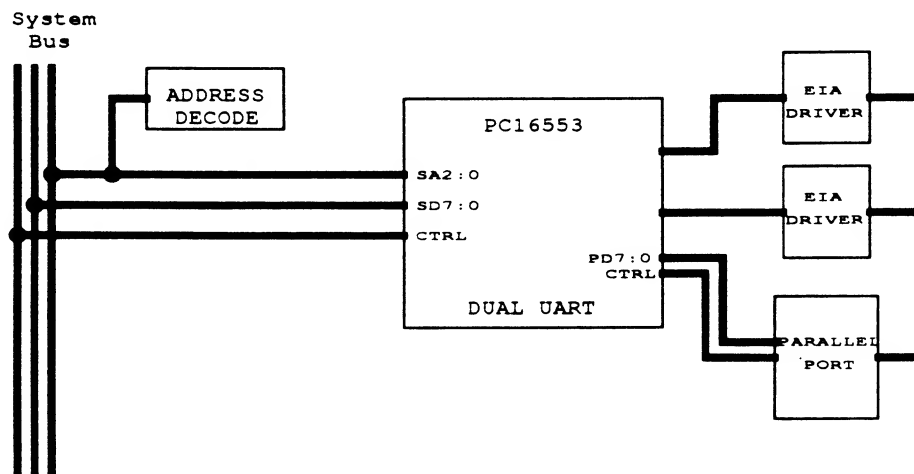 System
Bus
ADDRESS
DECODE
PC16553
SA2:0
SD7:0
CTRL
PD7:0
CTRL
DUAL UART
EIA
DRIVER
EIA
DRIVER
PARALLEL
PORT